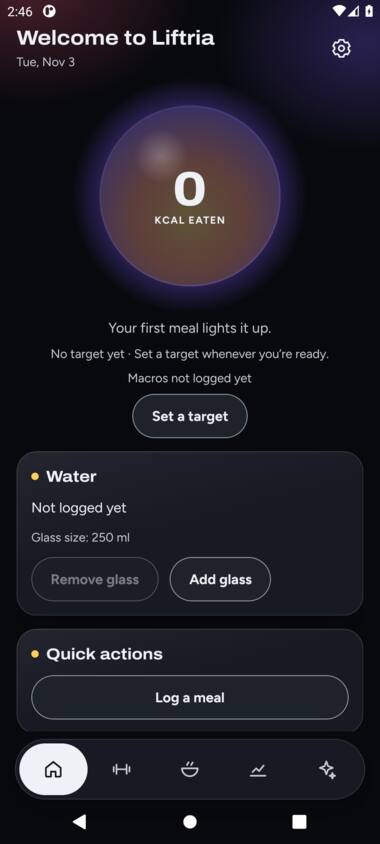 2:46
Welcome to Liftria
Tue, Nov 3
0
KCAL EATEN
Your first meal lights it up.
No target yet · Set a target whenever you’re ready.
Macros not logged yet
Set a target
Water
Not logged yet
Glass size: 250 ml
Remove glass
Add glass
Quick actions
Log a meal